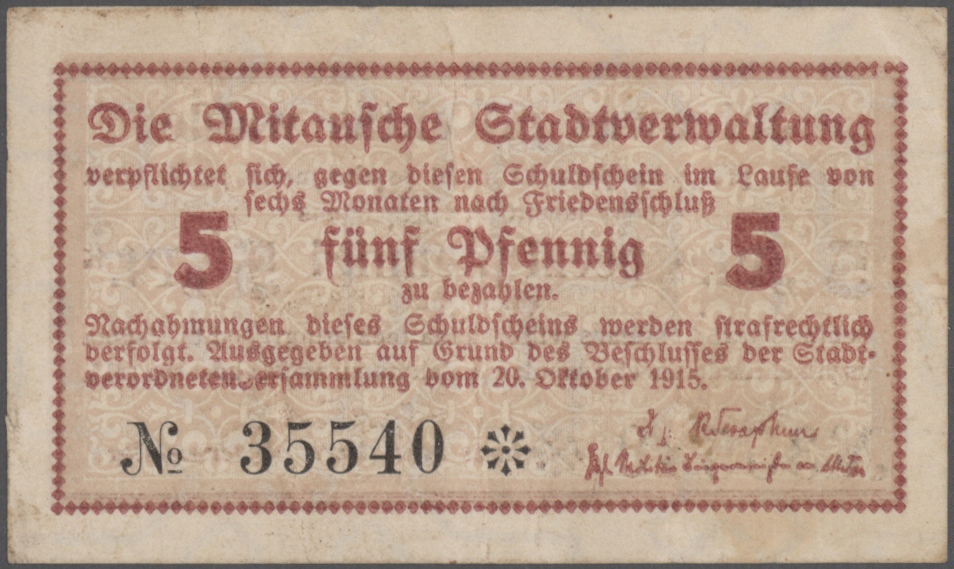 Die Mitausche Stadtverwaltung
verpflichtet sich, gegen diesen Schuldschein im Laufe von
sechs Monaten nach Friedensschluß
5 fünf Pfennig 5
zu bezahlen.
Nachahmungen dieses Schuldscheins werden strafrechtlich
verfolgt. Ausgegeben auf Grund des Beschlusses der Stadt-
verordneten ersammlung vom 20. Oktober 1915.
№ 35540